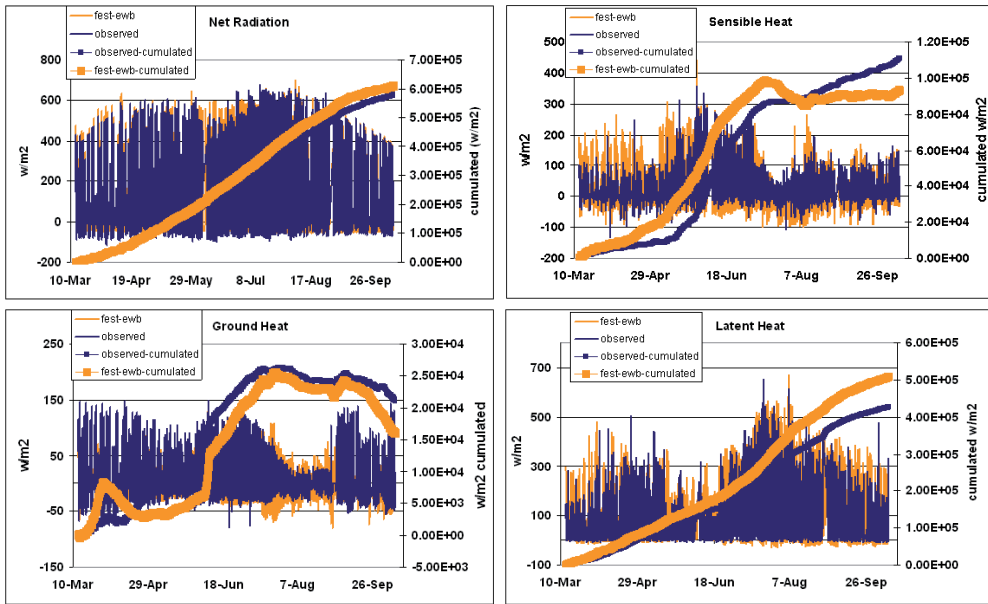 Net Radiation
fest-ewb
observed
observed-cumulated
fest-ewb-cumulated
800
600
400
200
0
-200
w/m2
7.00E+05
6.00E+05
5.00E+05
4.00E+05
3.00E+05
2.00E+05
1.00E+05
0.00E+00
cumulated (w/m2)
10-Mar 19-Apr 29-May 8-Jul 17-Aug 26-Sep
Sensible Heat
fest-ewb
observed
observed-cumulated
fest-ewb-cumulated
500
400
300
200
100
0
-100
-200
w/m2
1.20E+05
1.00E+05
8.00E+04
6.00E+04
4.00E+04
2.00E+04
0.00E+00
cumulated w/m2
10-Mar 29-Apr 18-Jun 7-Aug 26-Sep
Ground Heat
fest-ewb
observed
observed-cumulated
fest-ewb-cumulated
250
150
50
-50
-150
w/m2
3.00E+04
2.50E+04
2.00E+04
1.50E+04
1.00E+04
5.00E+03
0.00E+00
-5.00E+03
w/m2 cumulated
10-Mar 29-Apr 18-Jun 7-Aug 26-Sep
Latent Heat
fest-ewb
observed
observed-cumulated
fest-ewb-cumulated
700
500
300
100
-100
w/m2
6.00E+05
5.00E+05
4.00E+05
3.00E+05
2.00E+05
1.00E+05
0.00E+00
cumulated w/m2
10-Mar 29-Apr 18-Jun 7-Aug 26-Sep